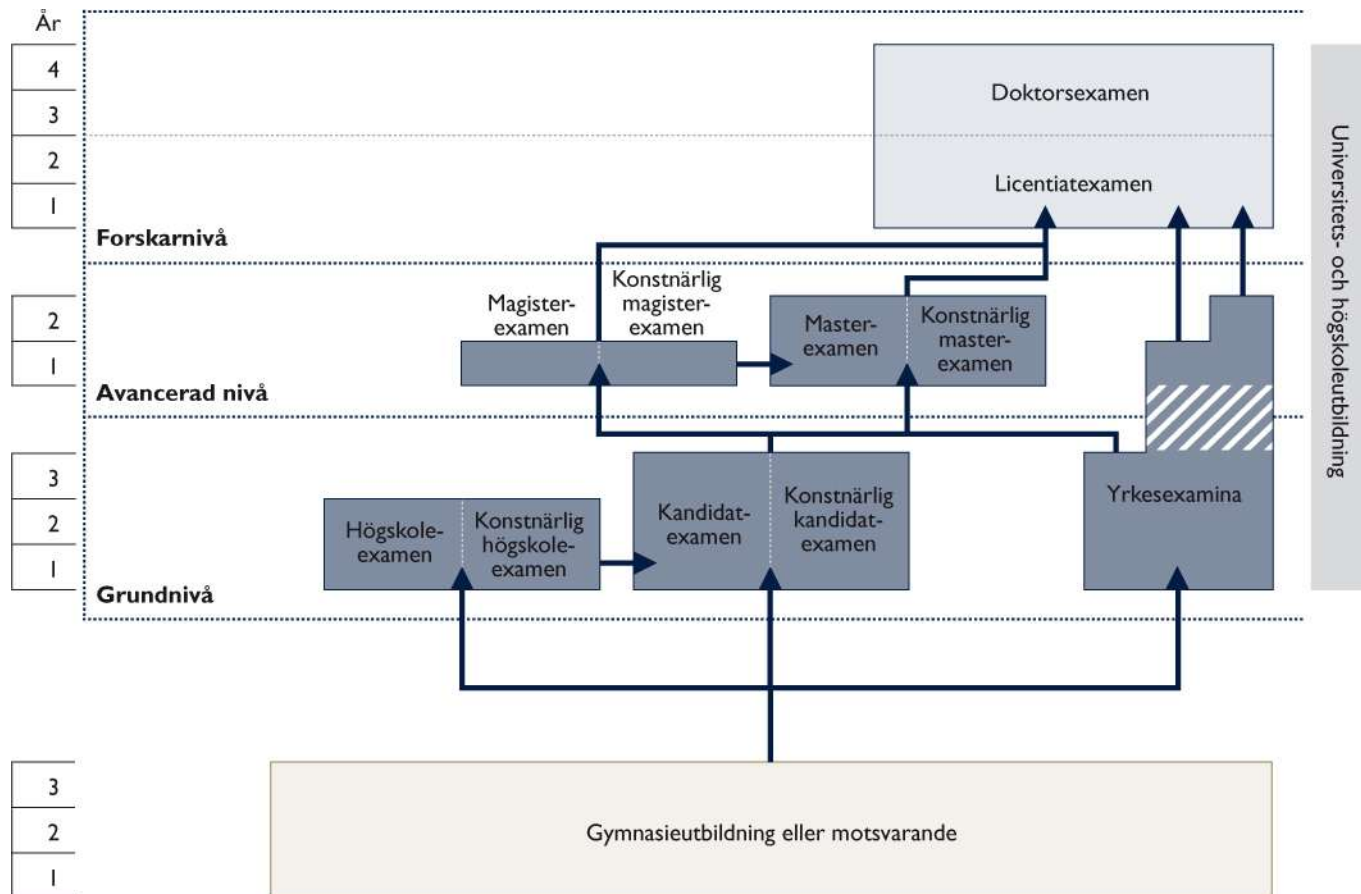 År
4
3
2
1
Doktorsexamen
Licentiatexamen
Forskarnivå
2
1
Magister-
examen
Konstnärlig
magister-
examen
Master-
examen
Konstnärlig
master-
examen
Avancerad nivå
3
2
1
Högskole-
examen
Konstnärlig
högskole-
examen
Kandidat-
examen
Konstnärlig
kandidat-
examen
Yrkesexamina
Grundnivå
Universitets- och högskoleutbildning
3
2
1
Gymnasieutbildning eller motsvarande